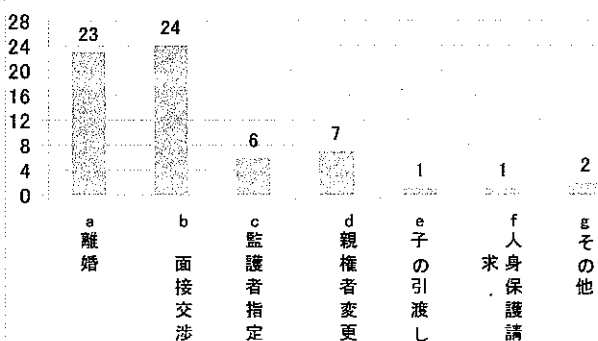 28
24
20
16
12
8
4
0
23
24
6
7
1
1
2
a
離婚
b
面接交渉
c
監護者指定
d
親権者変更
e
子の引渡し
f
人身保護請求
g
その他